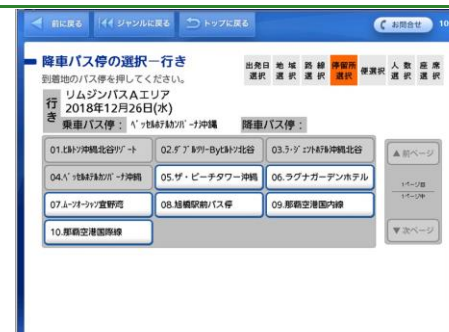 前に戻る
ジャンルに戻る
トップに戻る
お問合せ
10
降車バス停の選択ー行き
到着地のバス停を押してください。
出発日選択
地域選択
路線選択
停留所選択
便選択
人数選択
座席選択
行き
リムジンバスAエリア
2018年12月26日(水)
乗車バス停： ﾍﾞｯｾﾙﾎﾃﾙｶﾝﾊﾟｰﾅ沖縄
降車バス停：
01.ﾋﾙﾄﾝ沖縄北谷ﾘｿﾞｰﾄ
02.ﾀﾞﾌﾞﾙﾂﾘｰByﾋﾙﾄﾝ北谷
03.ﾗ･ｼﾞｪﾝﾄﾎﾃﾙ沖縄北谷
04.ﾍﾞｯｾﾙﾎﾃﾙｶﾝﾊﾟｰﾅ沖縄
05.ザ・ビーチタワー沖縄
06.ラグナガーデンホテル
07.ﾑｰﾝｵｰｼｬﾝ宜野湾
08.旭橋駅前バス停
09.那覇空港国内線
10.那覇空港国際線
▲前ページ
1ページ目
1ページ中
▼次ページ